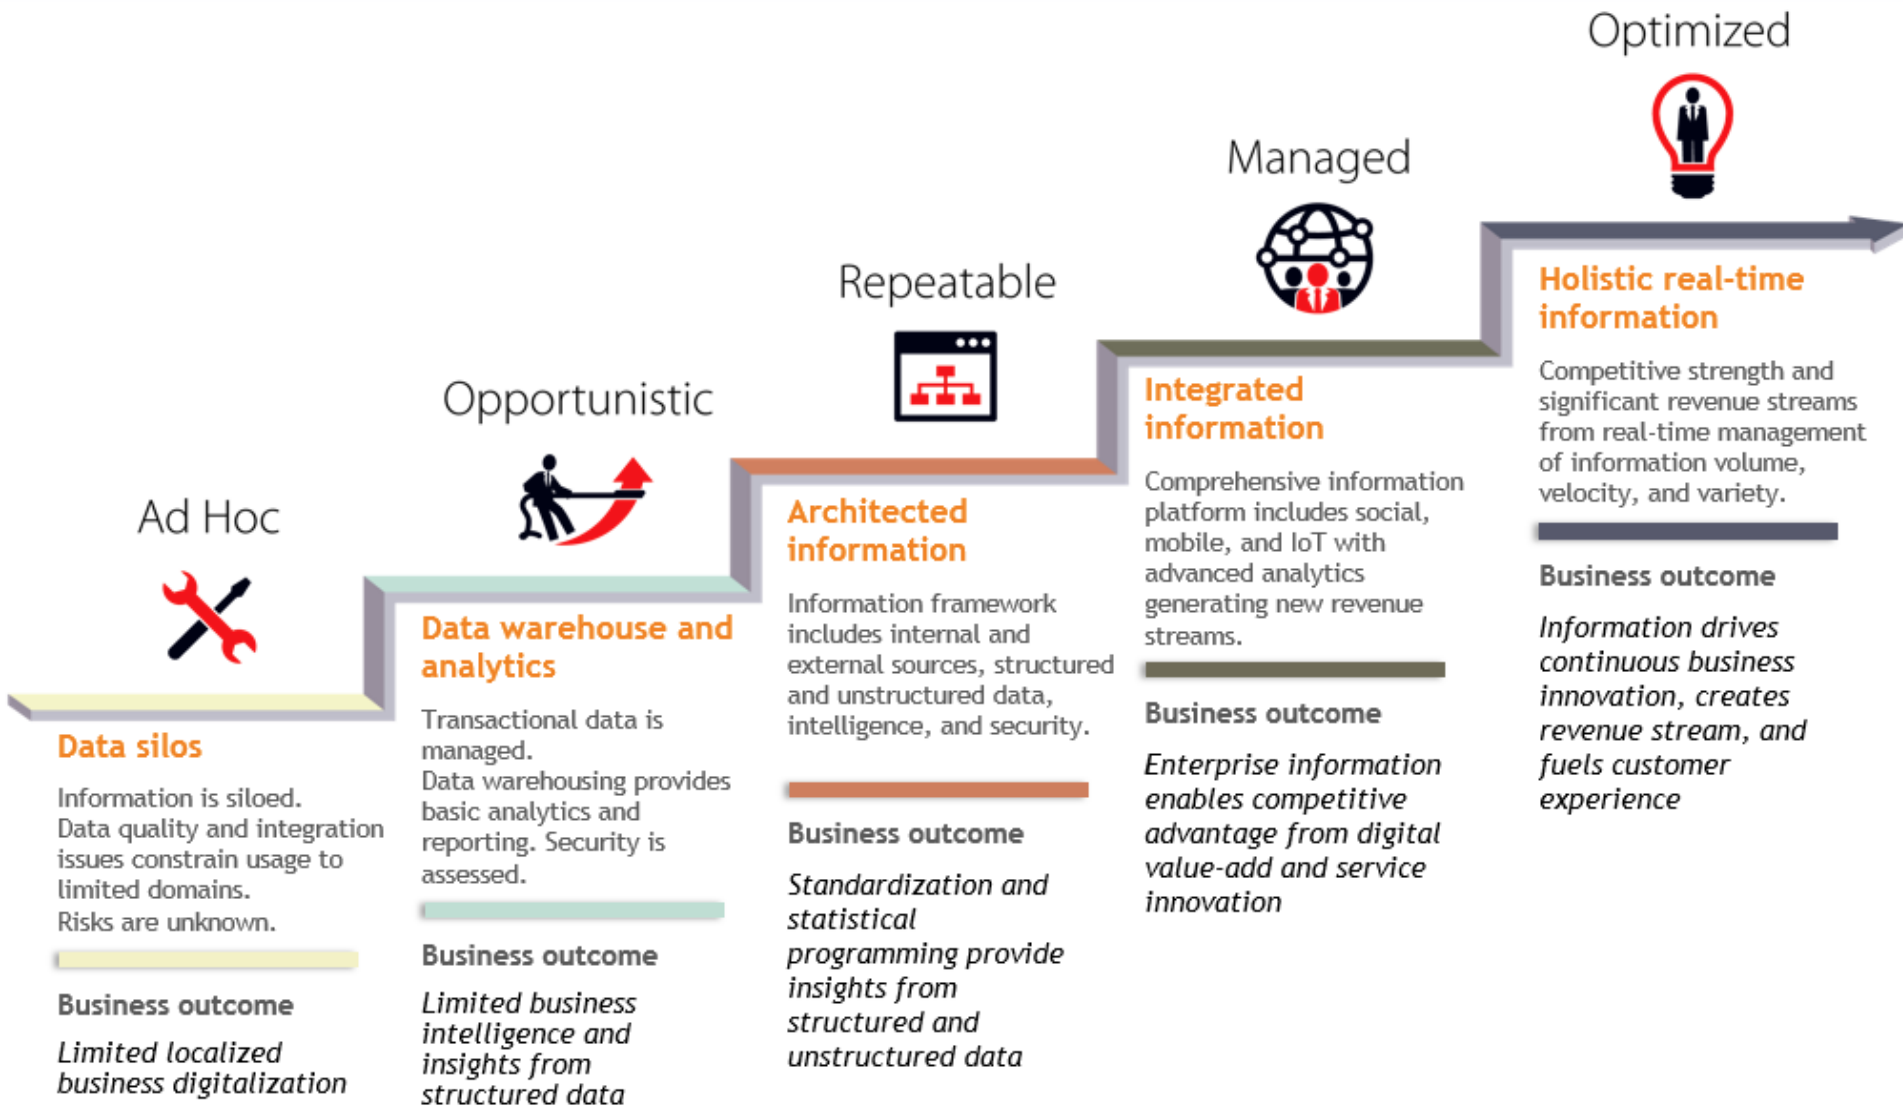 Ad Hoc
Data silos
Information is siloed.
Data quality and integration
issues constrain usage to
limited domains.
Risks are unknown.
Business outcome
Limited localized
business digitalization
Opportunistic
Data warehouse and
analytics
Transactional data is
managed.
Data warehousing provides
basic analytics and
reporting. Security is
assessed.
Business outcome
Limited business
intelligence and
insights from
structured data
Repeatable
Architected
information
Information framework
includes internal and
external sources, structured
and unstructured data,
intelligence, and security.
Business outcome
Standardization and
statistical
programming provide
insights from
structured and
unstructured data
Managed
Integrated
information
Comprehensive information
platform includes social,
mobile, and IoT with
advanced analytics
generating new revenue
streams.
Business outcome
Enterprise information
enables competitive
advantage from digital
value-add and service
innovation
Optimized
Holistic real-time
information
Competitive strength and
significant revenue streams
from real-time management
of information volume,
velocity, and variety.
Business outcome
Information drives
continuous business
innovation, creates
revenue stream, and
fuels customer
experience